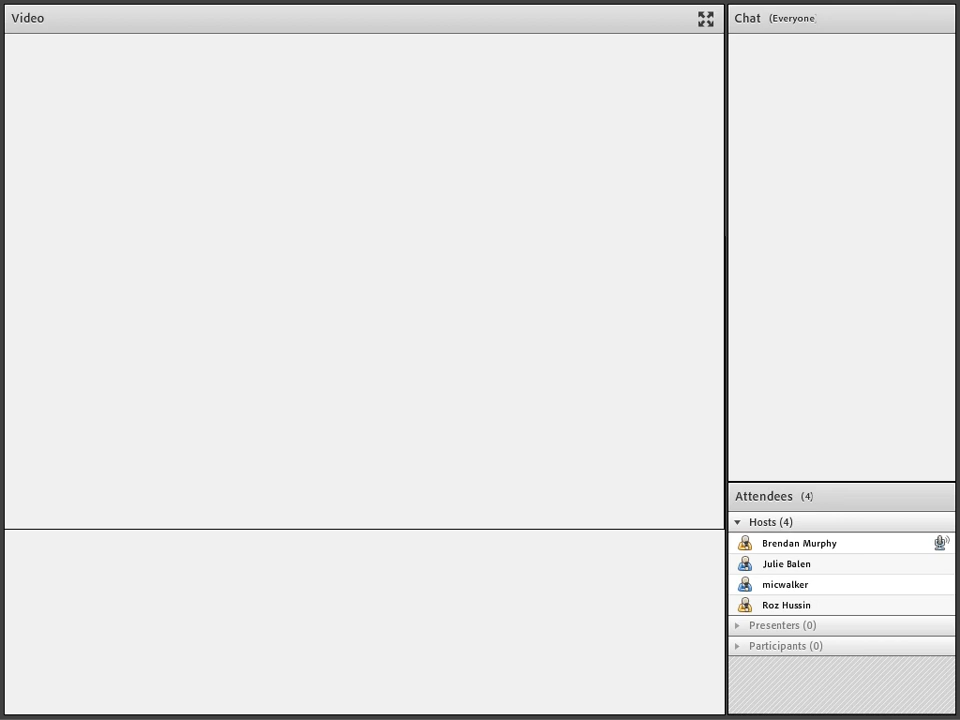 Video
Chat (Everyone)
Attendees (4)
Hosts (4)
Brendan Murphy
Julie Balen
micwalker
Roz Hussin
Presenters (0)
Participants (0)